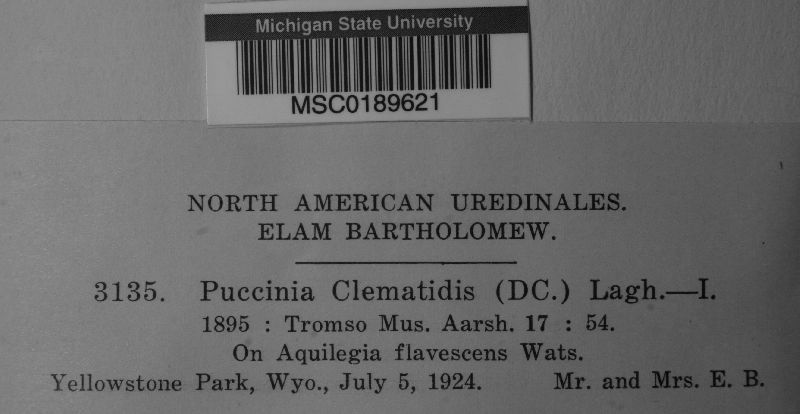 Michigan State University
MSC0189621
NORTH AMERICAN UREDINALES.
ELAM BARTHOLOMEW.
3135. Puccinia Clematidis (DC.) Lagh.—I.
1895 : Tromso Mus. Aarsh. 17 : 54.
On Aquilegia flavescens Wats.
Yellowstone Park, Wyo., July 5, 1924. Mr. and Mrs. E. B.